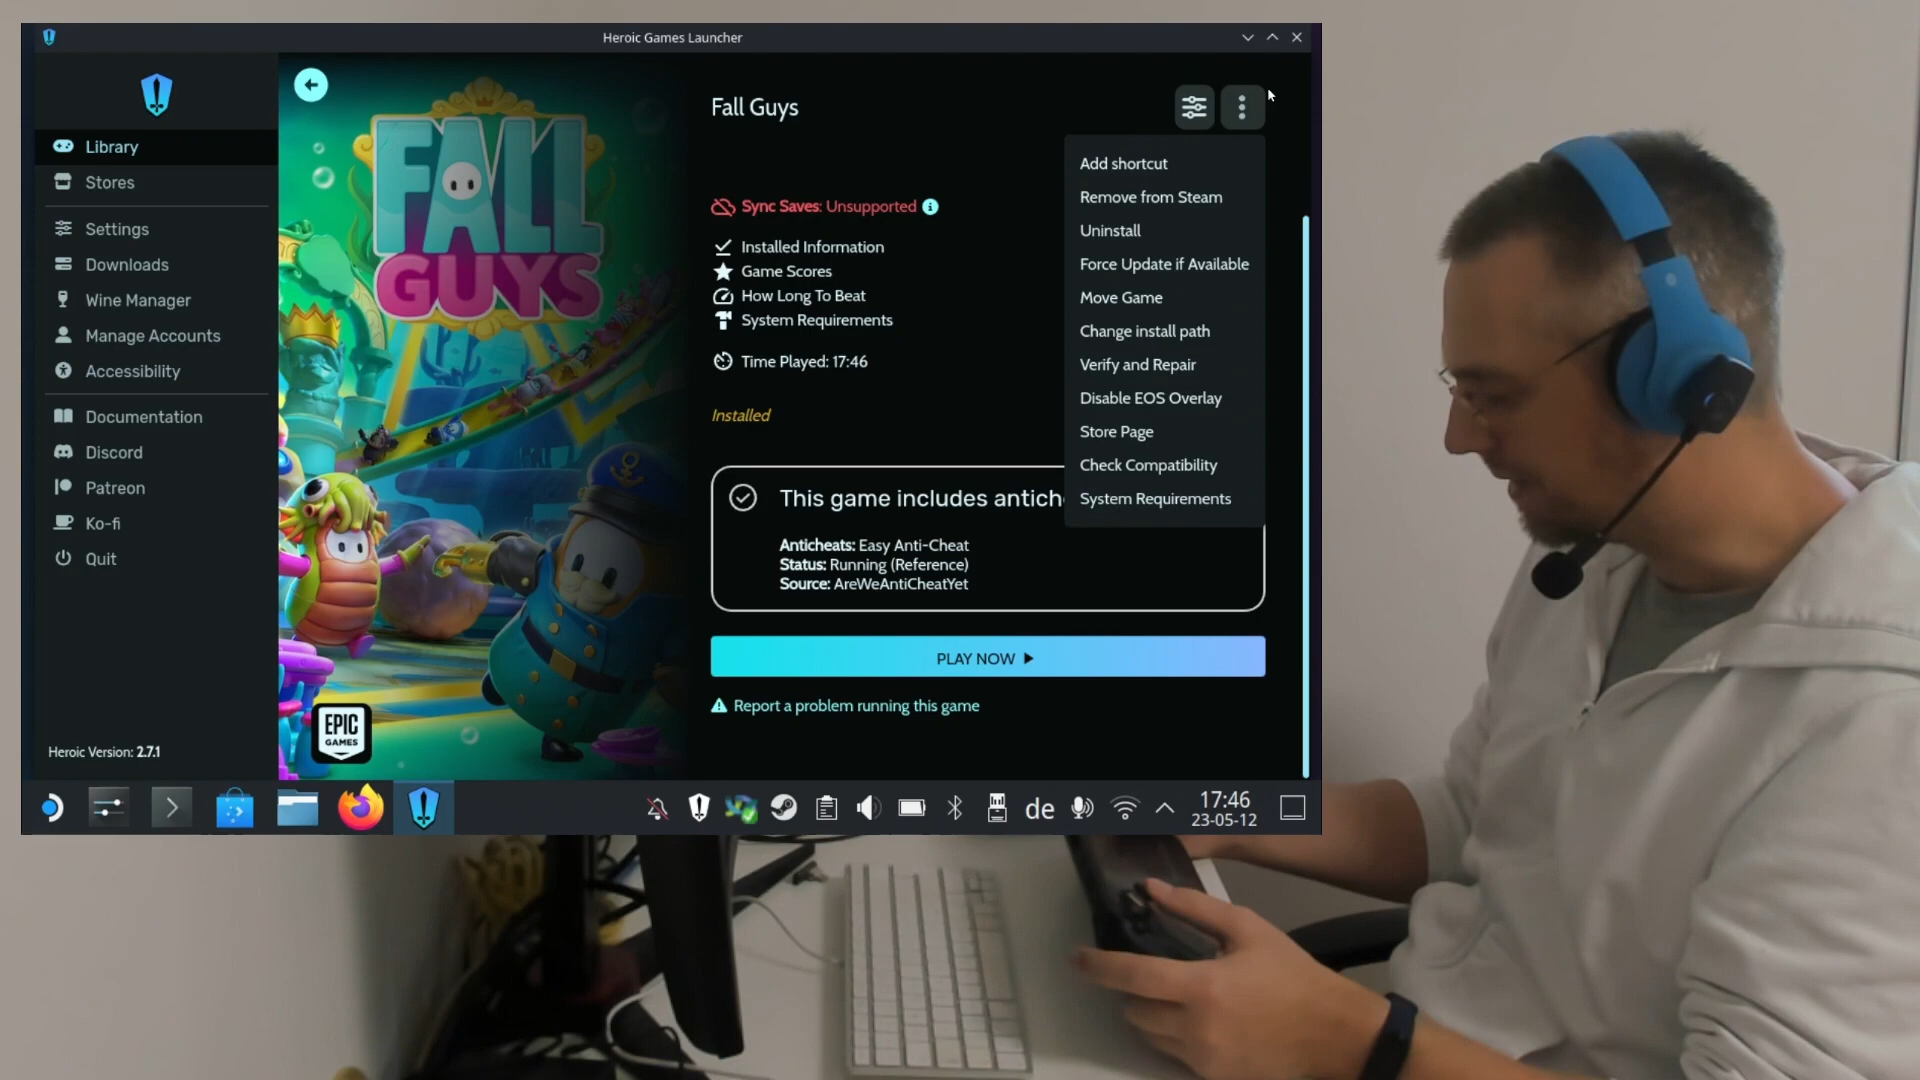 Heroic Games Launcher
Library
Stores
Settings
Downloads
Wine Manager
Manage Accounts
Accessibility
Documentation
Discord
Patreon
Ko-fi
Quit
Heroic Version: 2.7.1
FALL
GUYS
EPIC
GAMES
Fall Guys
Sync Saves: Unsupported
Installed Information
Game Scores
How Long To Beat
System Requirements
Time Played: 17:46
Installed
This game includes antich
Anticheats: Easy Anti-Cheat
Status: Running (Reference)
Source: AreWeAntiCheatYet
PLAY NOW
Report a problem running this game
Add shortcut
Remove from Steam
Uninstall
Force Update if Available
Move Game
Change install path
Verify and Repair
Disable EOS Overlay
Store Page
Check Compatibility
System Requirements
de
17:46
23-05-12